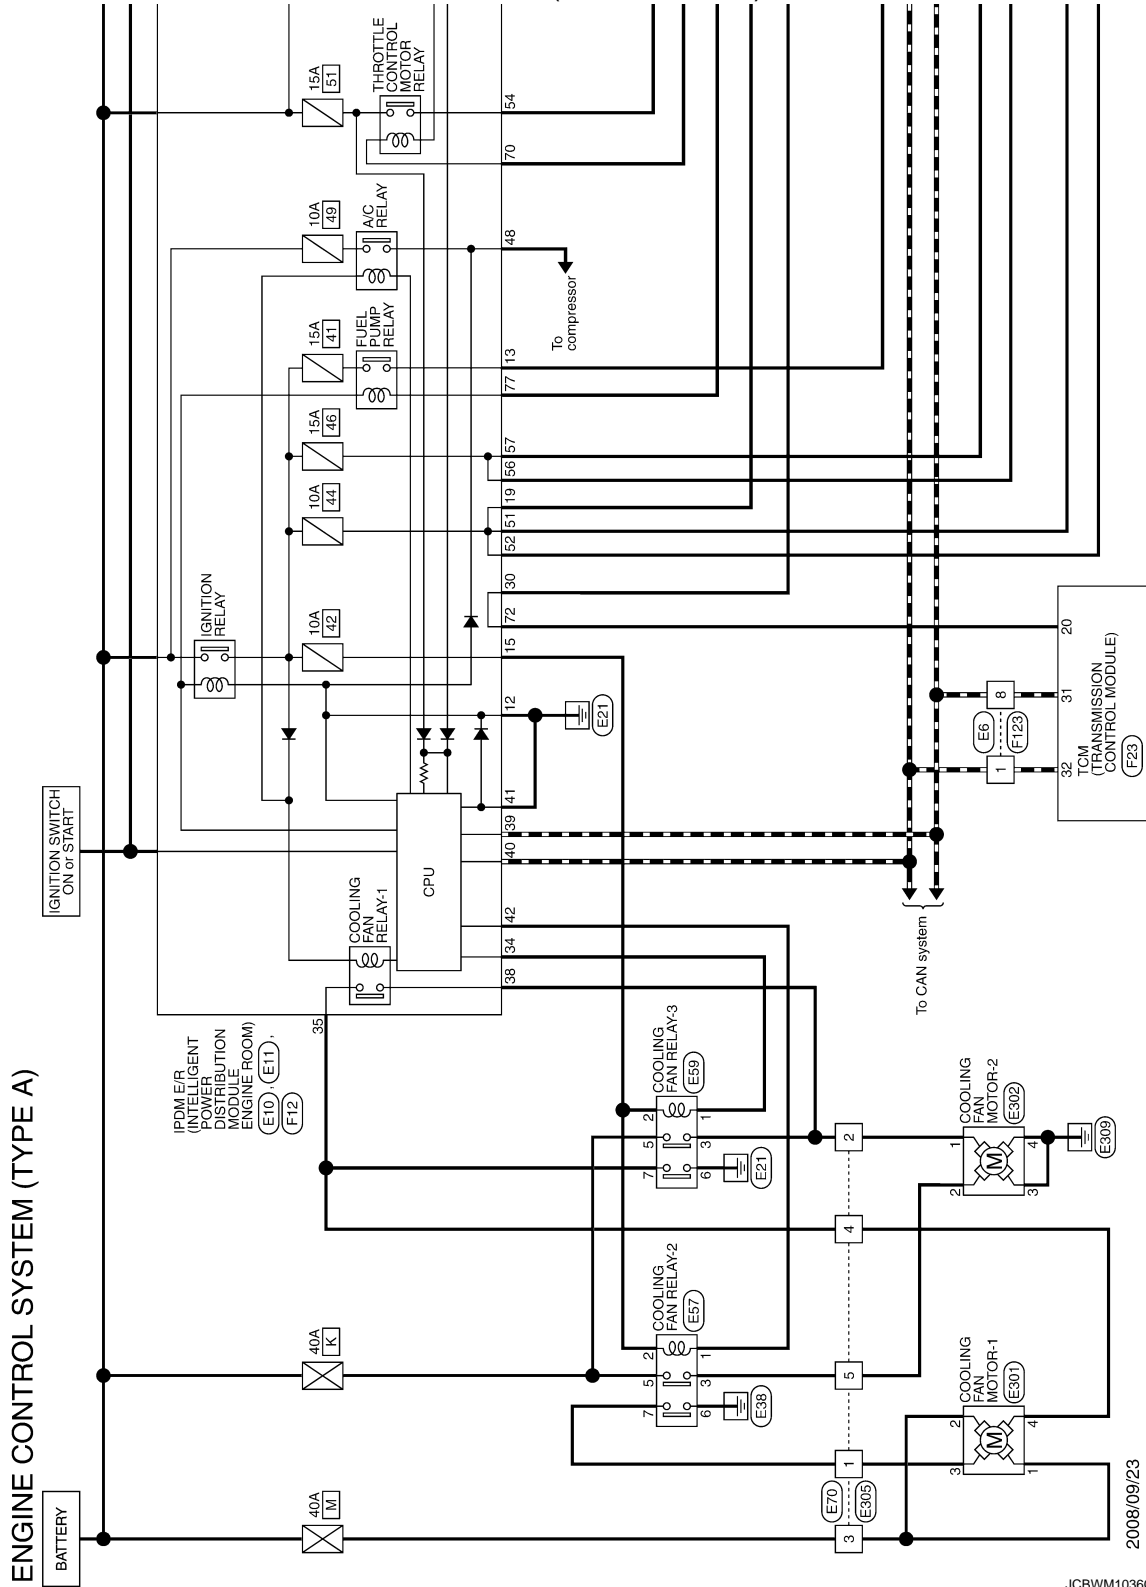 ENGINE CONTROL SYSTEM (TYPE A)
BATTERY
IGNITION SWITCH
ON or START
40A
M
40A
K
IPDM E/R
(INTELLIGENT
POWER
DISTRIBUTION
MODULE
ENGINE ROOM)
E10 , E11 ,
F12
35
COOLING
FAN
RELAY-1
CPU
IGNITION
RELAY
10A
42
10A
44
15A
46
15A
41
FUEL
PUMP
RELAY
10A
49
A/C
RELAY
15A
51
THROTTLE
CONTROL
MOTOR
RELAY
38
34
42
40
39
41
12
15
72
30
52
51
19
56
57
77
13
48
70
54
E21
To
compressor
COOLING
FAN RELAY-2
E57
2
5
7
1
3
6
E38
COOLING
FAN RELAY-3
E59
2
5
7
1
3
6
E21
3
1
5
4
2
E70
E305
COOLING
FAN
MOTOR-1
E301
M
3
2
1
4
COOLING
FAN
MOTOR-2
E302
M
2
1
3
4
E309
To CAN system
1
8
E6
F123
32
31
20
TCM
(TRANSMISSION
CONTROL MODULE)
F23
2008/09/23